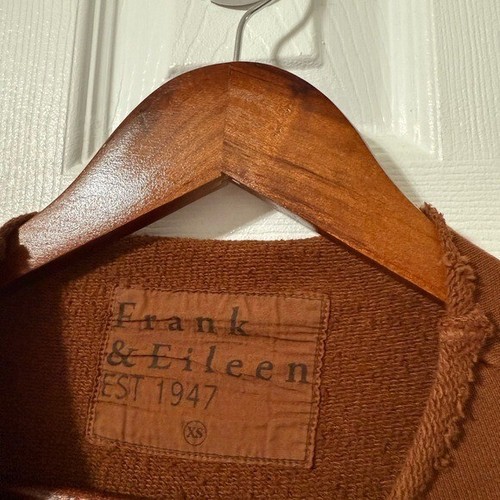 Frank
& Eileen
EST 1947
XS